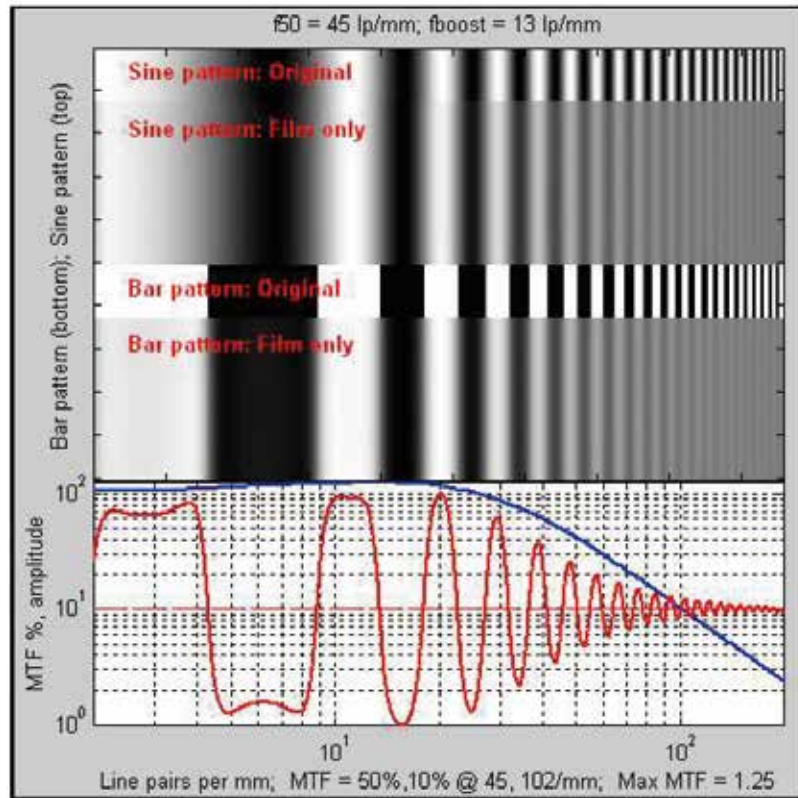 f50 = 45 lp/mm; fboost = 13 lp/mm
Sine pattern: Original
Sine pattern: Film only
Bar pattern: Original
Bar pattern: Film only
Bar pattern (bottom); Sine pattern (top)
MTF %, amplitude
10²
10¹
10⁰
10¹
10²
Line pairs per mm; MTF = 50%,10% @ 45, 102/mm; Max MTF = 1.25